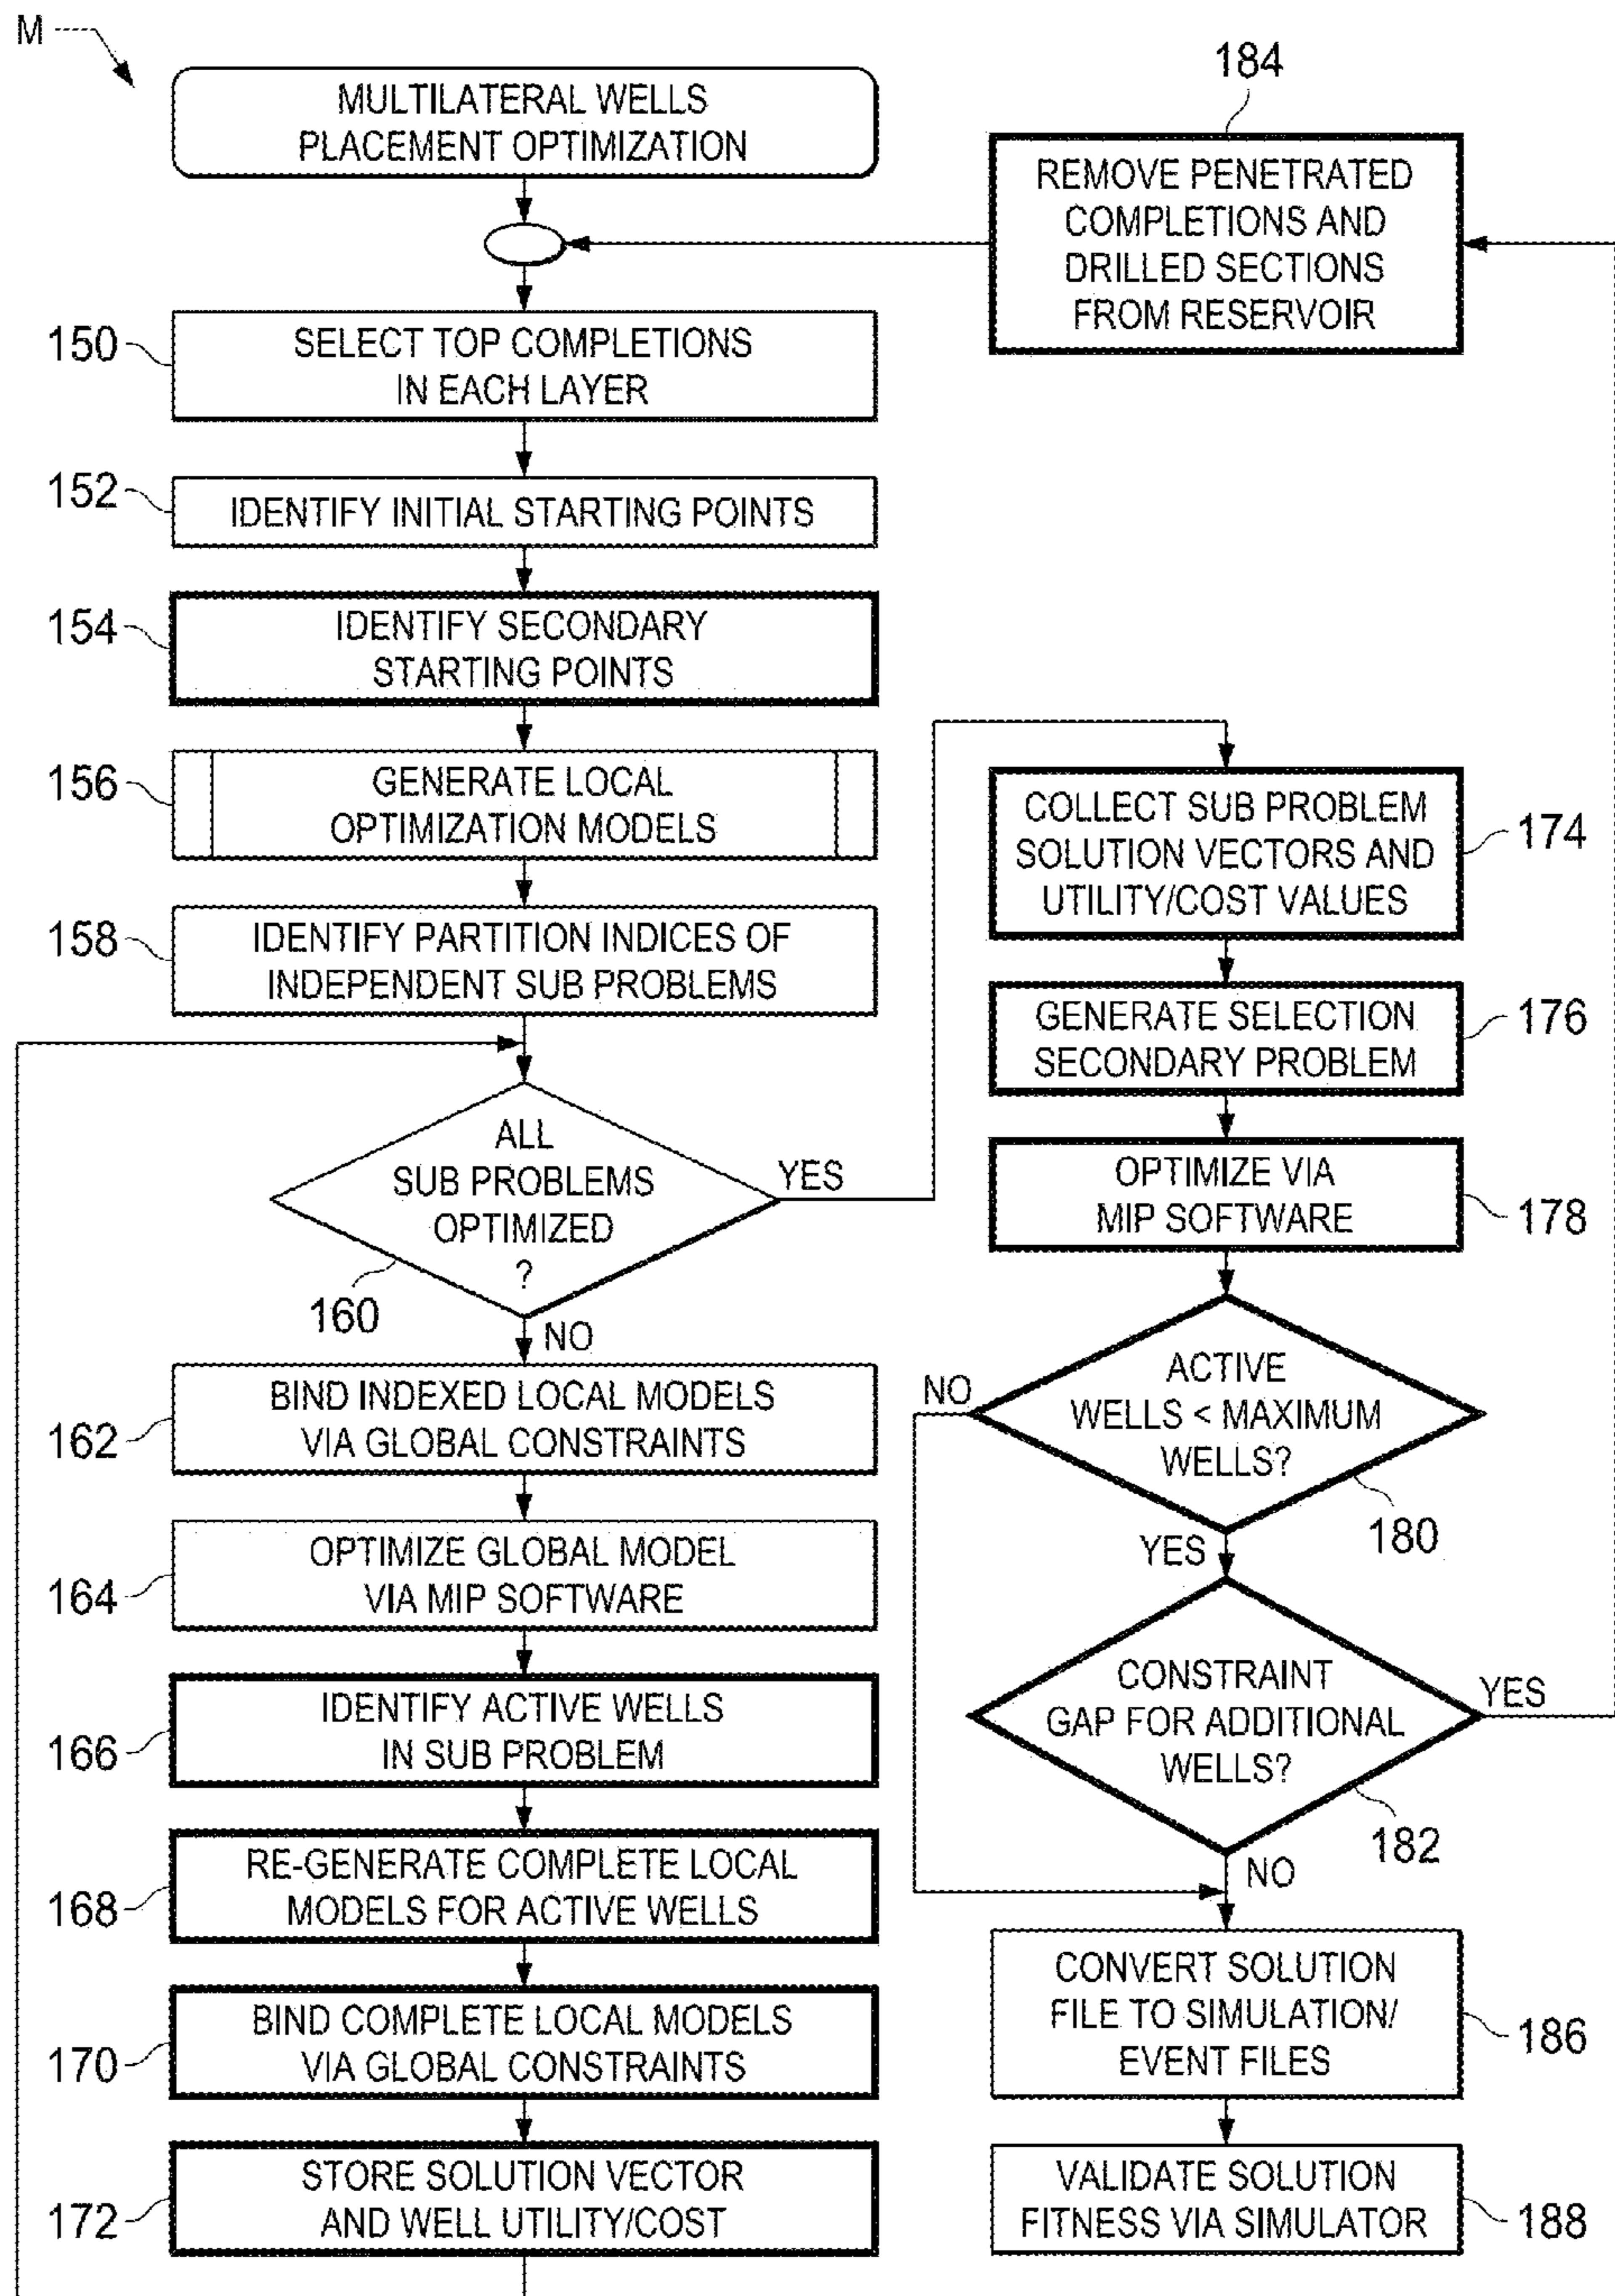 M
MULTILATERAL WELLS
PLACEMENT OPTIMIZATION
150
SELECT TOP COMPLETIONS
IN EACH LAYER
152
IDENTIFY INITIAL STARTING POINTS
154
IDENTIFY SECONDARY
STARTING POINTS
156
GENERATE LOCAL
OPTIMIZATION MODELS
158
IDENTIFY PARTITION INDICES OF
INDEPENDENT SUB PROBLEMS
ALL
SUB PROBLEMS
OPTIMIZED
?
YES
160
NO
162
BIND INDEXED LOCAL MODELS
VIA GLOBAL CONSTRAINTS
164
OPTIMIZE GLOBAL MODEL
VIA MIP SOFTWARE
166
IDENTIFY ACTIVE WELLS
IN SUB PROBLEM
168
RE-GENERATE COMPLETE LOCAL
MODELS FOR ACTIVE WELLS
170
BIND COMPLETE LOCAL MODELS
VIA GLOBAL CONSTRAINTS
172
STORE SOLUTION VECTOR
AND WELL UTILITY/COST
184
REMOVE PENETRATED
COMPLETIONS AND
DRILLED SECTIONS
FROM RESERVOIR
COLLECT SUB PROBLEM
SOLUTION VECTORS AND
UTILITY/COST VALUES
174
GENERATE SELECTION
SECONDARY PROBLEM
176
OPTIMIZE VIA
MIP SOFTWARE
178
NO
ACTIVE
WELLS < MAXIMUM
WELLS?
180
YES
CONSTRAINT
GAP FOR ADDITIONAL
WELLS?
YES
182
NO
CONVERT SOLUTION
FILE TO SIMULATION/
EVENT FILES
186
VALIDATE SOLUTION
FITNESS VIA SIMULATOR
188